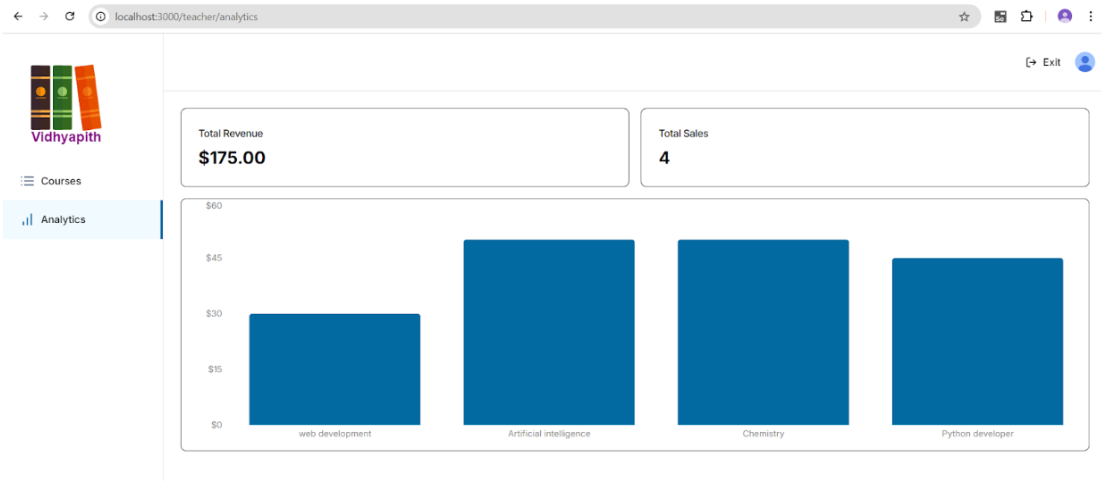 localhost:3000/teacher/analytics
Se
Vidhyapith
Exit
Courses
Analytics
Total Revenue
$175.00
Total Sales
4
$60
$45
$30
$15
$0
web development
Artificial intelligence
Chemistry
Python developer